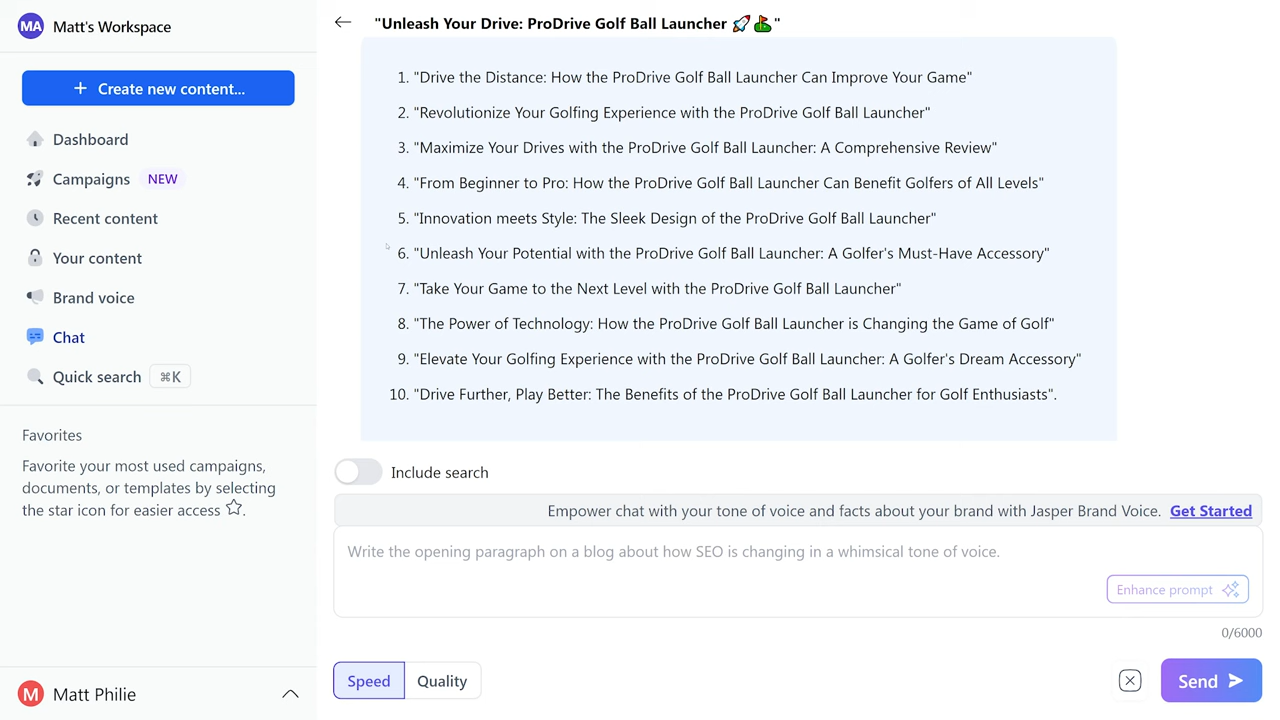 MA Matt's Workspace
+ Create new content...
Dashboard
Campaigns NEW
Recent content
Your content
Brand voice
Chat
Quick search ⌘K
Favorites
Favorite your most used campaigns,
documents, or templates by selecting
the star icon for easier access ☆.
M Matt Philie
← "Unleash Your Drive: ProDrive Golf Ball Launcher 🚀⛳"
1. "Drive the Distance: How the ProDrive Golf Ball Launcher Can Improve Your Game"
2. "Revolutionize Your Golfing Experience with the ProDrive Golf Ball Launcher"
3. "Maximize Your Drives with the ProDrive Golf Ball Launcher: A Comprehensive Review"
4. "From Beginner to Pro: How the ProDrive Golf Ball Launcher Can Benefit Golfers of All Levels"
5. "Innovation meets Style: The Sleek Design of the ProDrive Golf Ball Launcher"
6. "Unleash Your Potential with the ProDrive Golf Ball Launcher: A Golfer's Must-Have Accessory"
7. "Take Your Game to the Next Level with the ProDrive Golf Ball Launcher"
8. "The Power of Technology: How the ProDrive Golf Ball Launcher is Changing the Game of Golf"
9. "Elevate Your Golfing Experience with the ProDrive Golf Ball Launcher: A Golfer's Dream Accessory"
10. "Drive Further, Play Better: The Benefits of the ProDrive Golf Ball Launcher for Golf Enthusiasts".
Include search
Empower chat with your tone of voice and facts about your brand with Jasper Brand Voice. Get Started
Write the opening paragraph on a blog about how SEO is changing in a whimsical tone of voice.
Enhance prompt
0/6000
Speed Quality Send